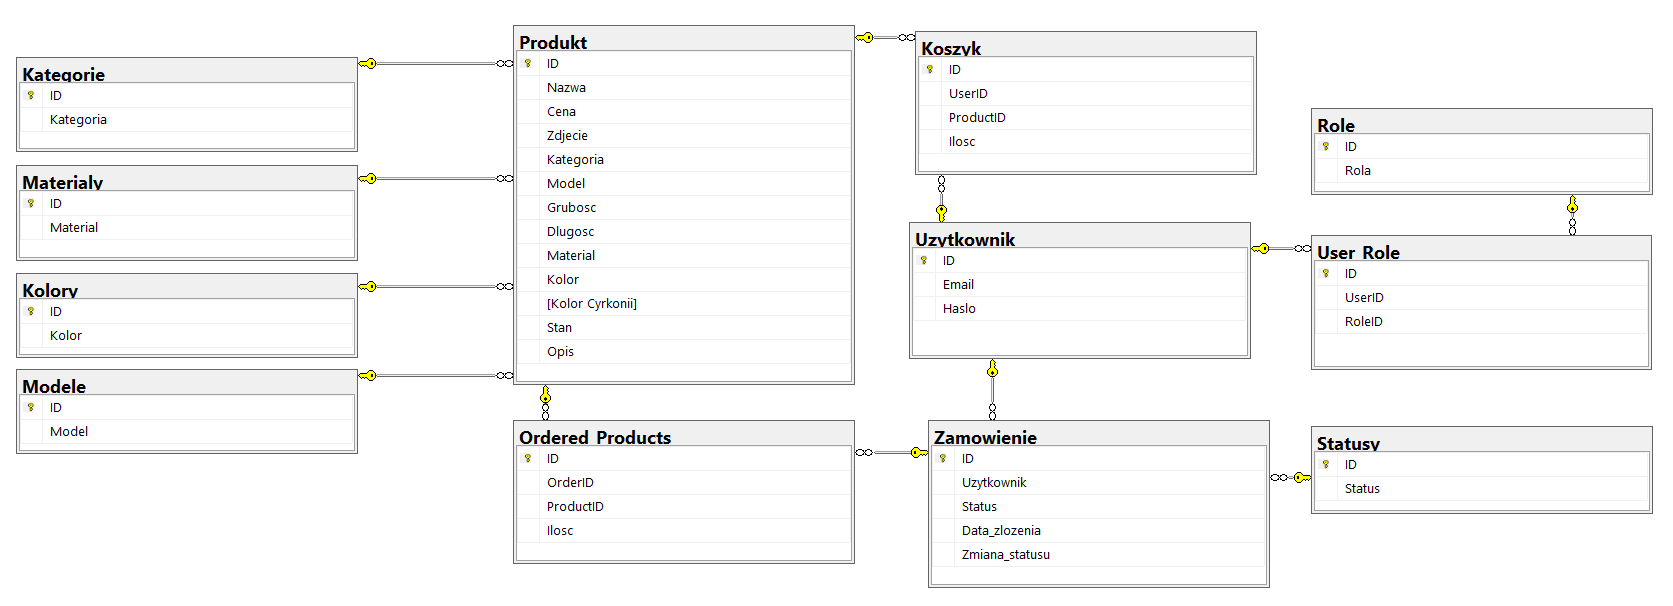 Kategorie
ID
Kategoria
Materialy
ID
Material
Kolory
ID
Kolor
Modele
ID
Model
Produkt
ID
Nazwa
Cena
Zdjecie
Kategoria
Model
Grubosc
Dlugosc
Material
Kolor
[Kolor Cyrkonii]
Stan
Opis
Ordered_Products
ID
OrderID
ProductID
Ilosc
Koszyk
ID
UserID
ProductID
Ilosc
Uzytkownik
ID
Email
Haslo
Zamowienie
ID
Uzytkownik
Status
Data_zlozenia
Zmiana_statusu
Role
ID
Rola
User_Role
ID
UserID
RoleID
Statusy
ID
Status